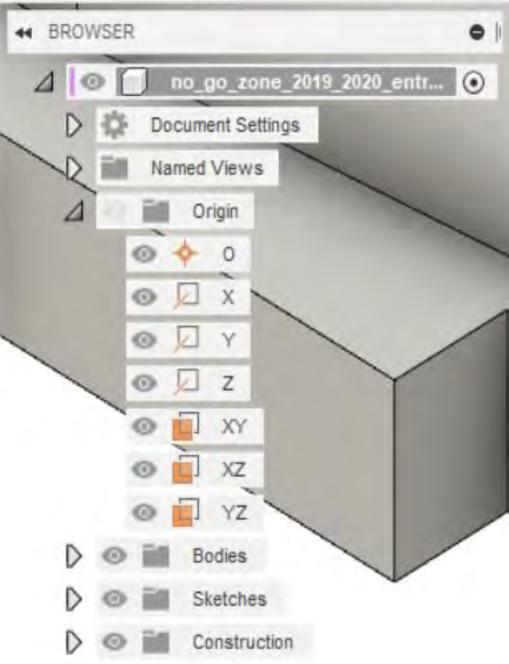 BROWSER
no_go_zone_2019_2020_entr...
Document Settings
Named Views
Origin
O
X
Y
Z
XY
XZ
YZ
Bodies
Sketches
Construction